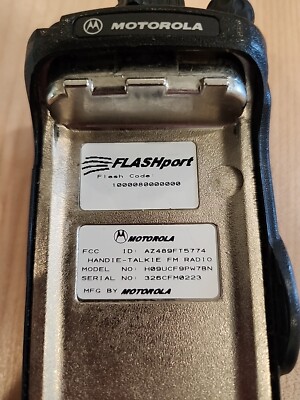 MOTOROLA
FLASHport
Flash Code:
1000080000000
MOTOROLA
FCC ID: AZ489FT5774
HANDIE-TALKIE FM RADIO
MODEL NO: H09UCF9PW7BN
SERIAL NO: 326CFM0223
MFG BY MOTOROLA